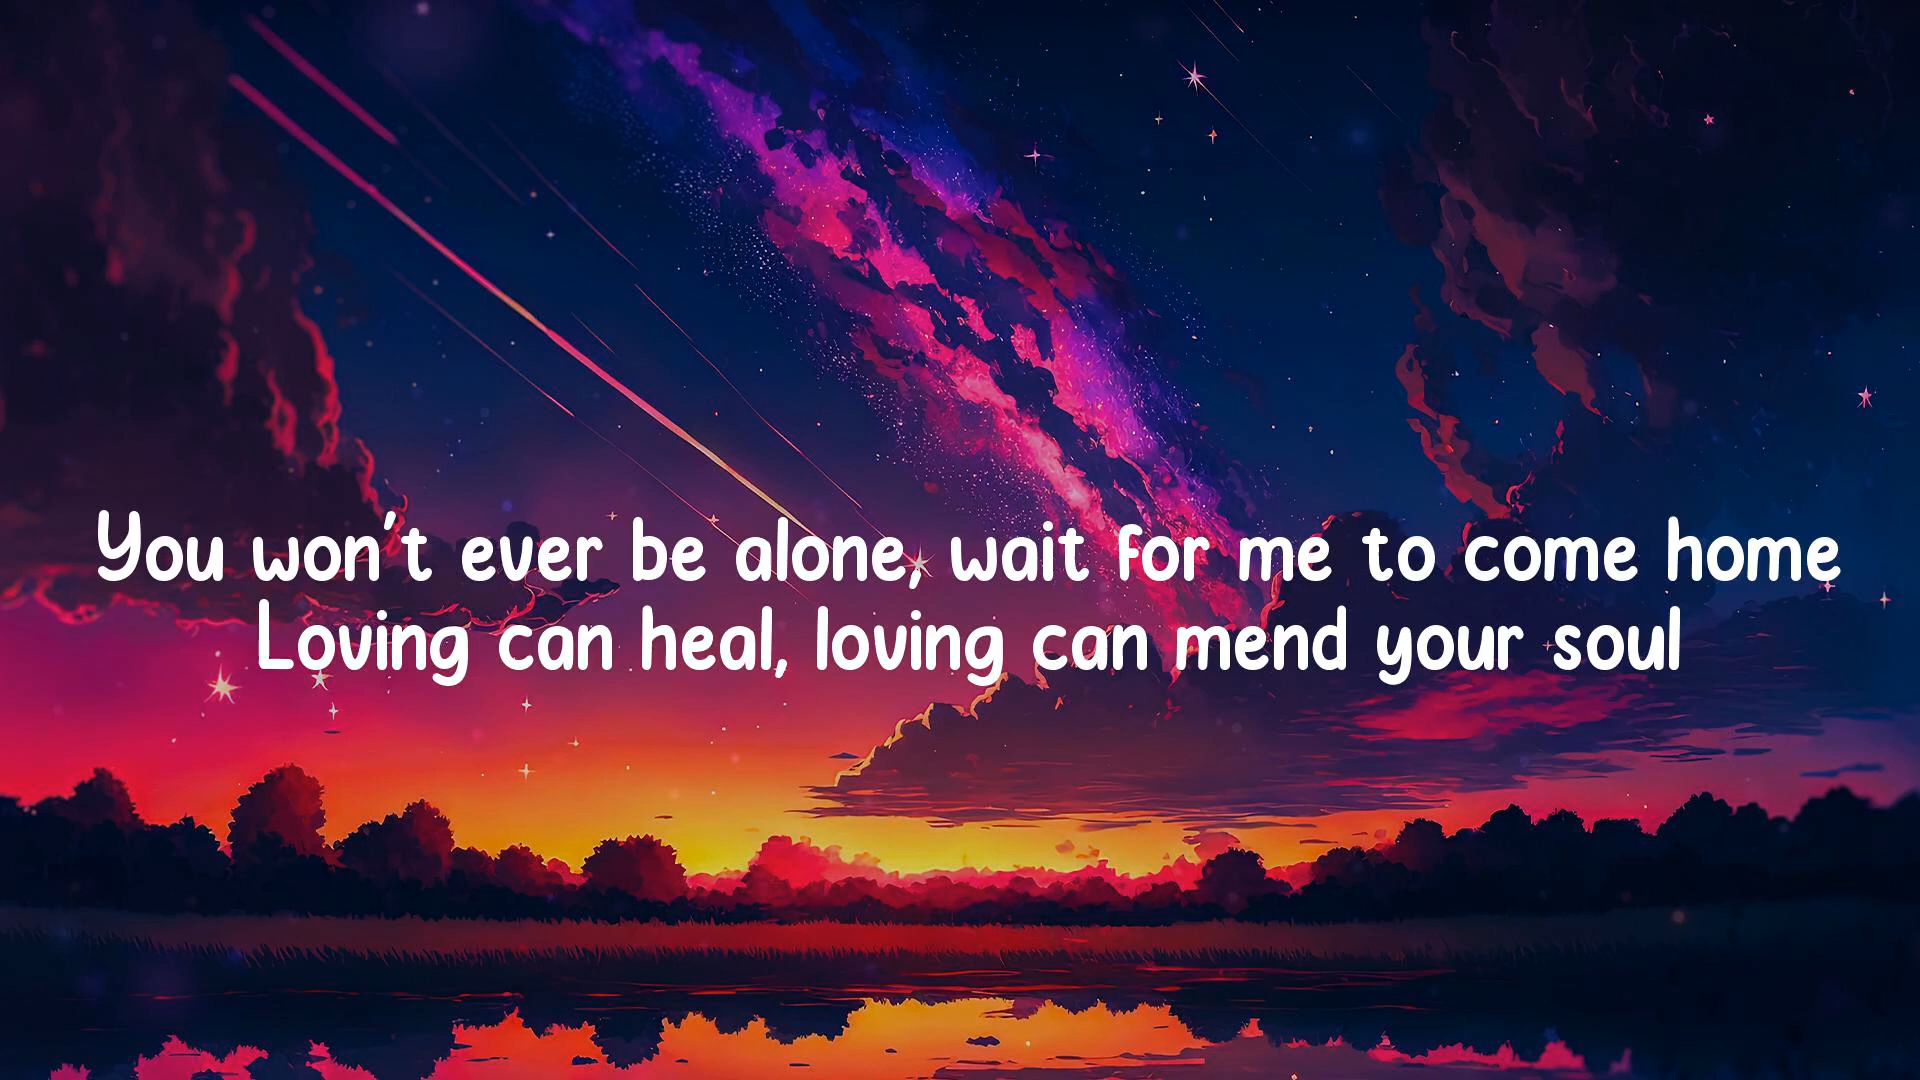 You won't ever be alone, wait for me to come home
Loving can heal, loving can mend your soul